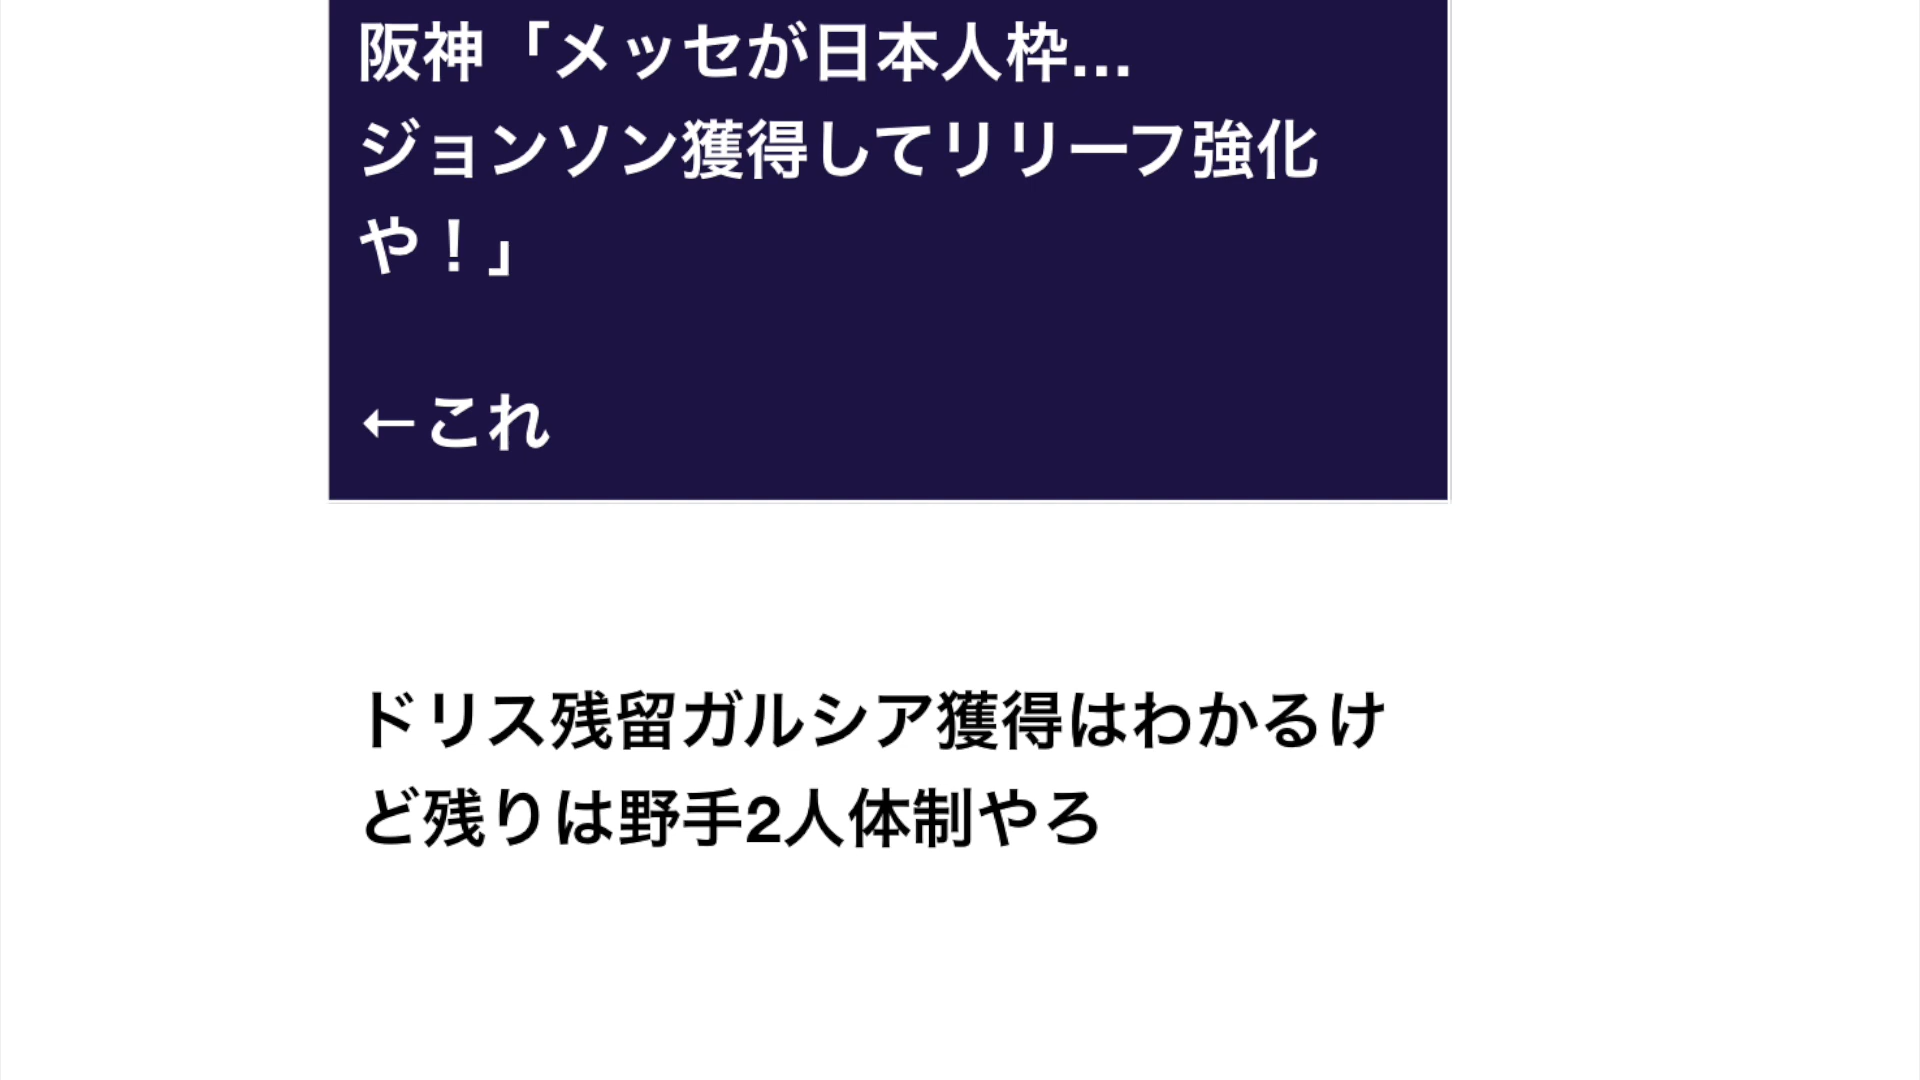 阪神「メッセが日本人枠...
ジョンソン獲得してリリーフ強化
や！」
←これ
ドリス残留ガルシア獲得はわかるけ
ど残りは野手2人体制やろ